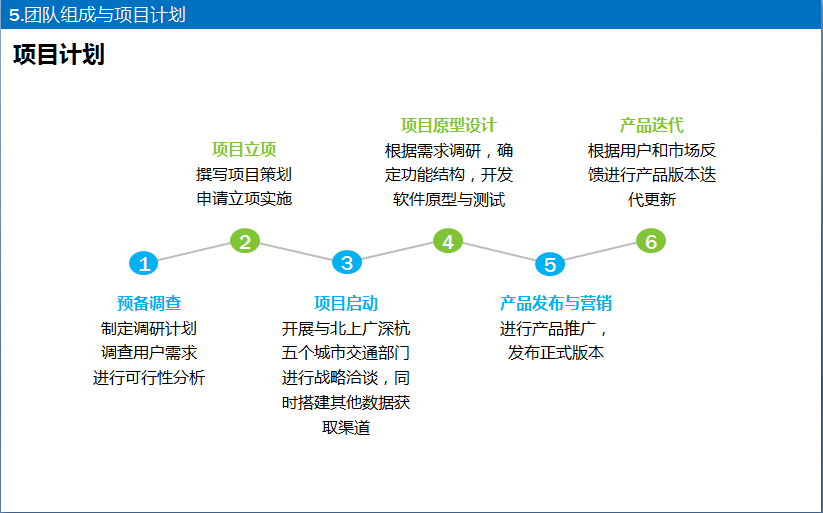 5.团队组成与项目计划
项目计划
1
预备调查
制定调研计划
调查用户需求
进行可行性分析
2
项目立项
撰写项目策划
申请立项实施
3
项目启动
开展与北上广深杭
五个城市交通部门
进行战略洽谈，同
时搭建其他数据获
取渠道
4
项目原型设计
根据需求调研，确
定功能结构，开发
软件原型与测试
5
产品发布与营销
进行产品推广，
发布正式版本
6
产品迭代
根据用户和市场反
馈进行产品版本迭
代更新